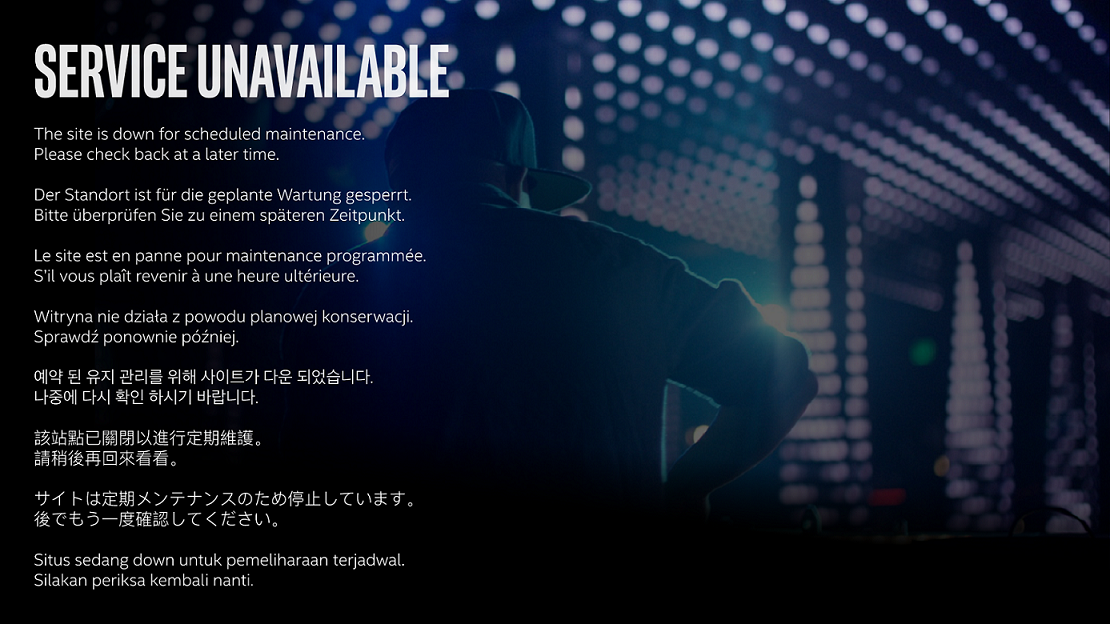 SERVICE UNAVAILABLE
The site is down for scheduled maintenance.
Please check back at a later time.
Der Standort ist für die geplante Wartung gesperrt.
Bitte überprüfen Sie zu einem späteren Zeitpunkt.
Le site est en panne pour maintenance programmée.
S'il vous plaît revenir à une heure ultérieure.
Witryna nie działa z powodu planowej konserwacji.
Sprawdź ponownie później.
예약 된 유지 관리를 위해 사이트가 다운 되었습니다.
나중에 다시 확인 하시기 바랍니다.
該站點已關閉以進行定期維護。
請稍後再回來看看。
サイトは定期メンテナンスのため停止しています。
後でもう一度確認してください。
Situs sedang down untuk pemeliharaan terjadwal.
Silakan periksa kembali nanti.